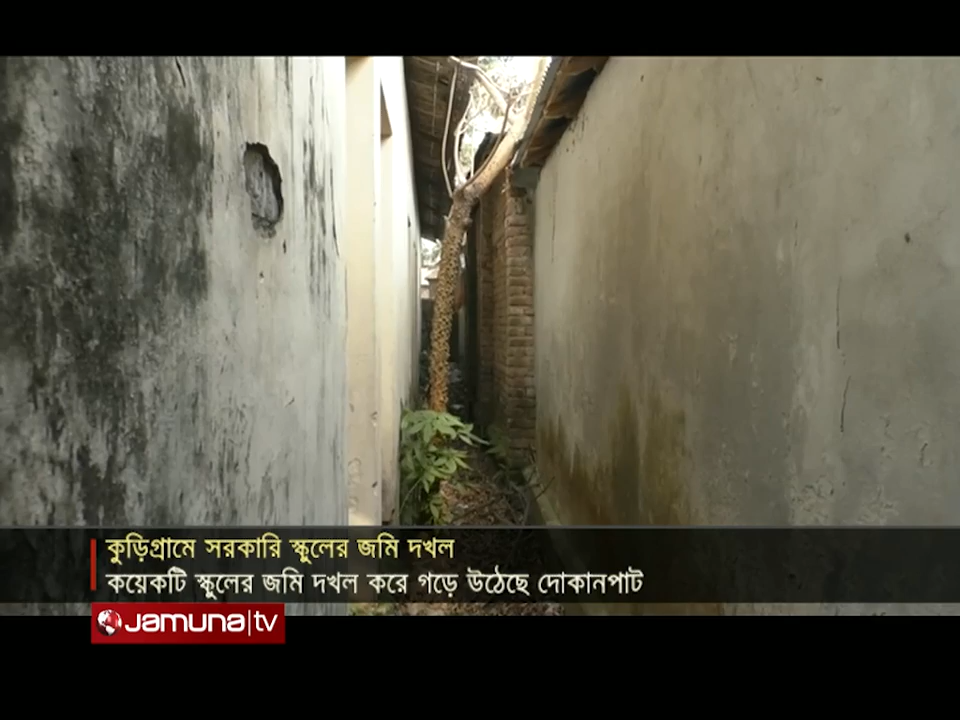 কুড়িগ্রামে সরকারি স্কুলের জমি দখল
কয়েকটি স্কুলের জমি দখল করে গড়ে উঠেছে দোকানপাট
Jamuna|tv